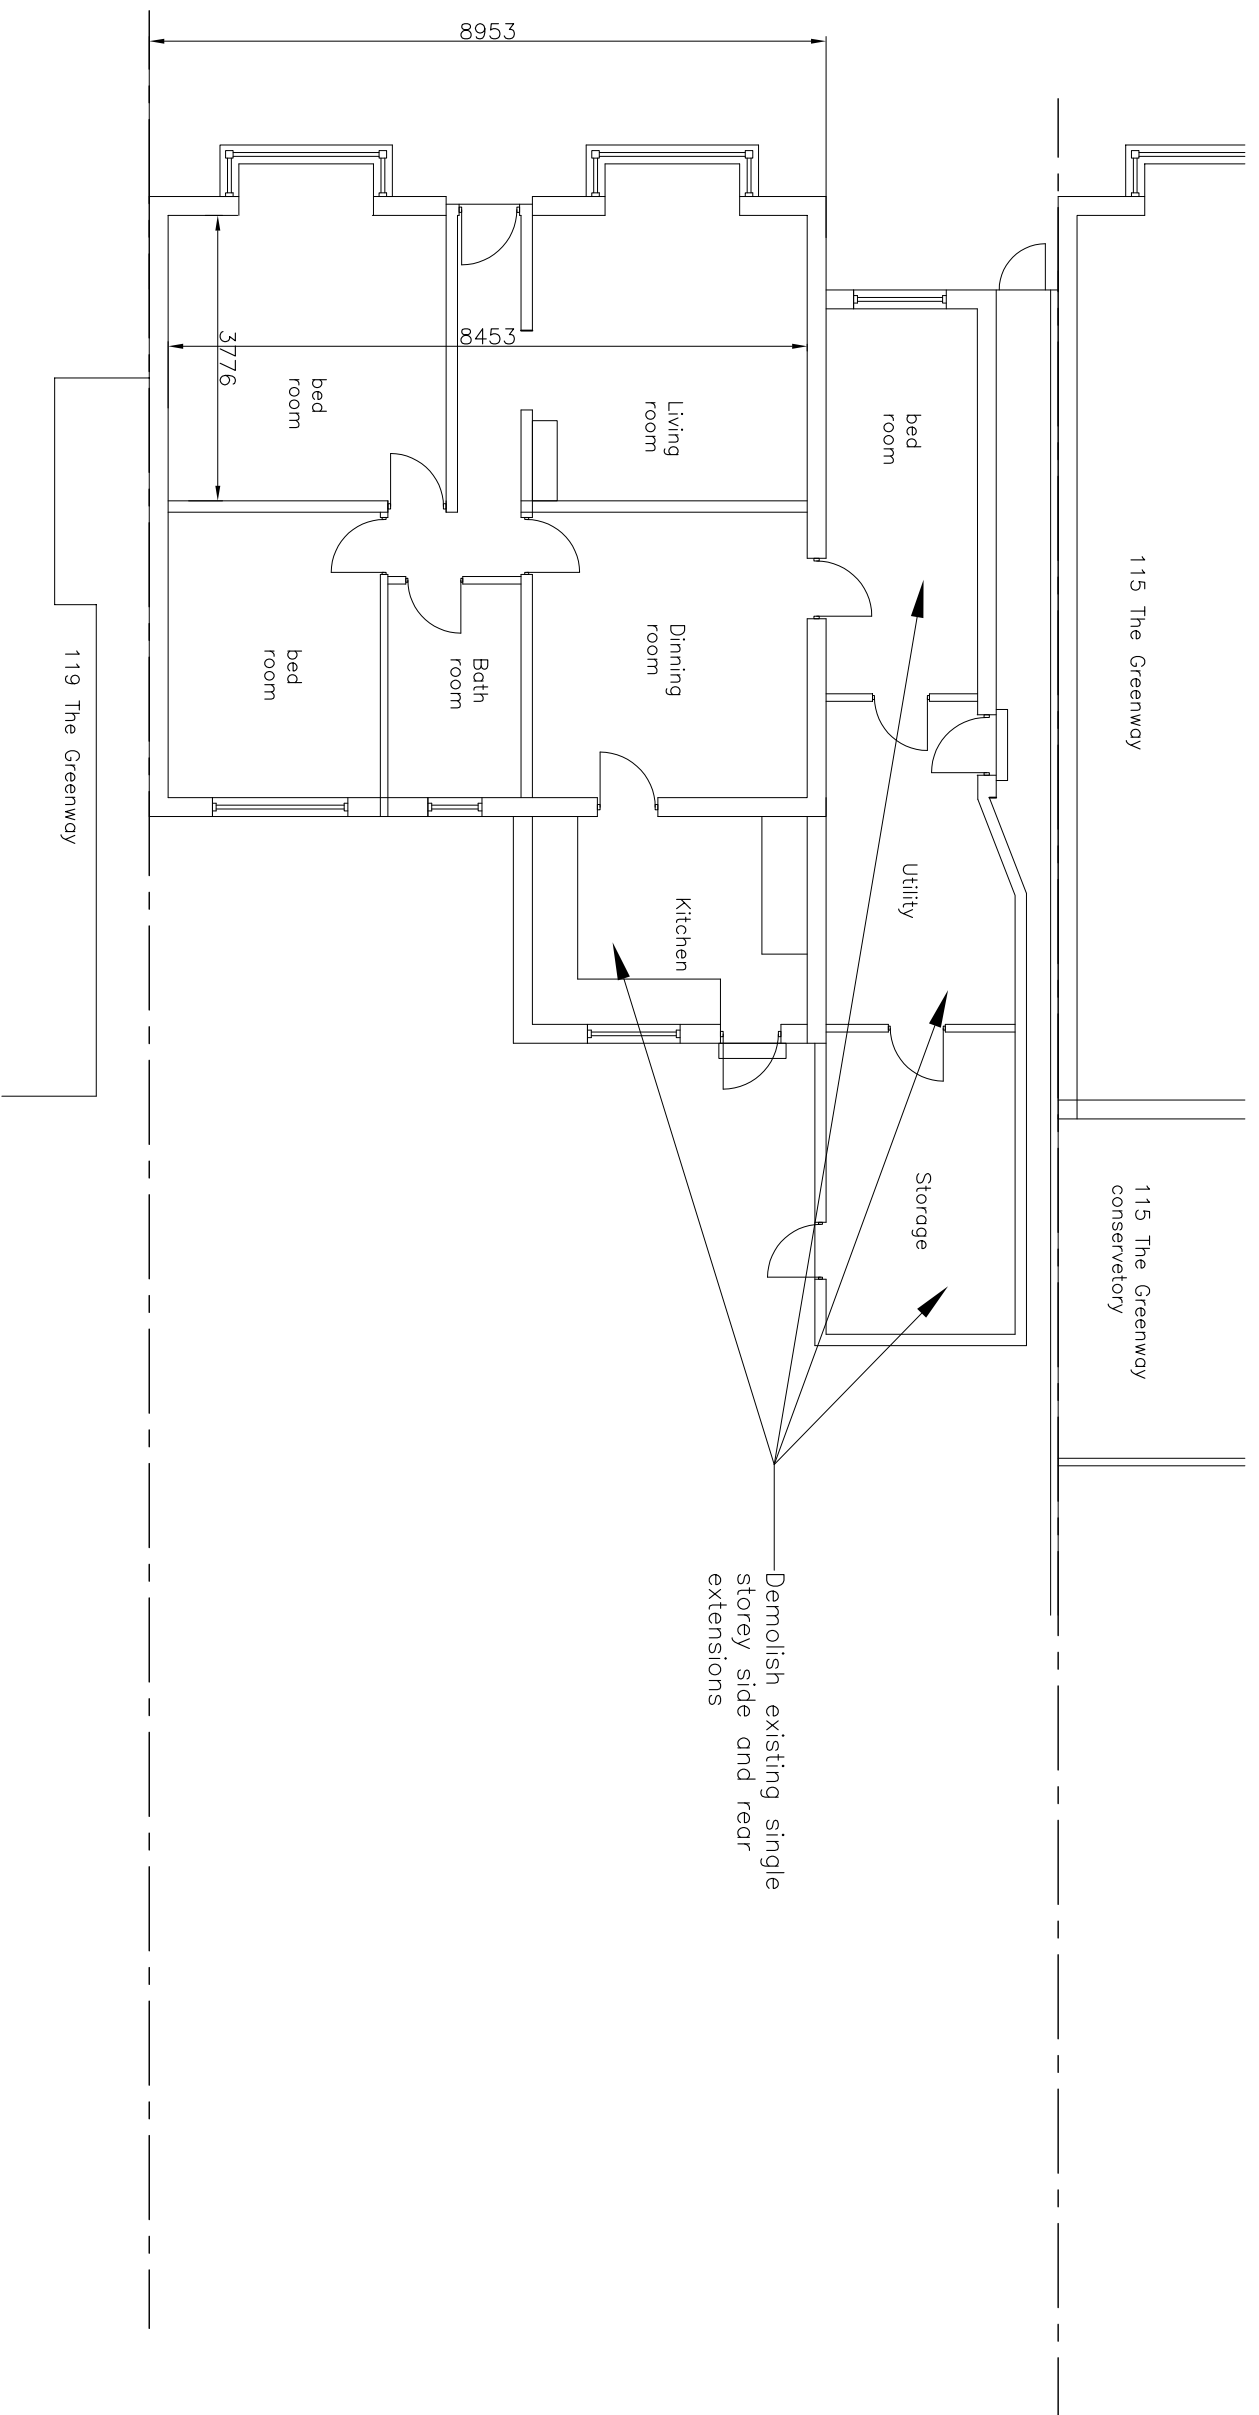 8953
8453
3776
115 The Greenway
115 The Greenway
conservetory
bed
room
Utility
Storage
Living
room
Dinning
room
Kitchen
Demolish existing single
storey side and rear
extensions
Bath
room
bed
room
bed
room
119 The Greenway